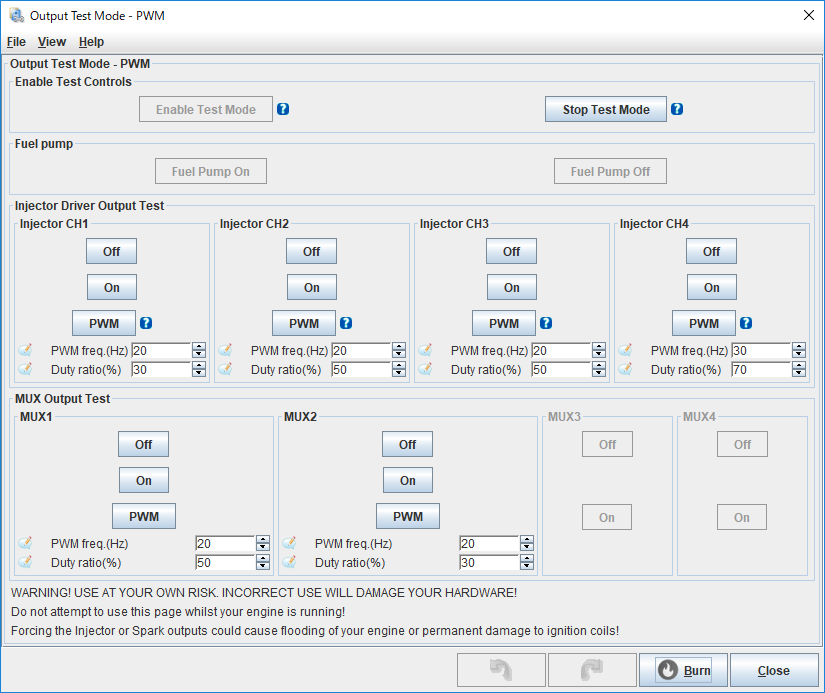 Output Test Mode - PWM
File View Help
Output Test Mode - PWM
Enable Test Controls
Enable Test Mode ? Stop Test Mode ?
Fuel pump
Fuel Pump On Fuel Pump Off
Injector Driver Output Test
Injector CH1 Injector CH2 Injector CH3 Injector CH4
Off Off Off Off
On On On On
PWM ? PWM ? PWM ? PWM ?
PWM freq.(Hz) 20 PWM freq.(Hz) 20 PWM freq.(Hz) 20 PWM freq.(Hz) 30
Duty ratio(%) 30 Duty ratio(%) 50 Duty ratio(%) 50 Duty ratio(%) 70
MUX Output Test
MUX1 MUX2 MUX3 MUX4
Off Off Off Off
On On
PWM PWM On On
PWM freq.(Hz) 20 PWM freq.(Hz) 20
Duty ratio(%) 50 Duty ratio(%) 30
WARNING! USE AT YOUR OWN RISK. INCORRECT USE WILL DAMAGE YOUR HARDWARE!
Do not attempt to use this page whilst your engine is running!
Forcing the Injector or Spark outputs could cause flooding of your engine or permanent damage to ignition coils!
Burn Close